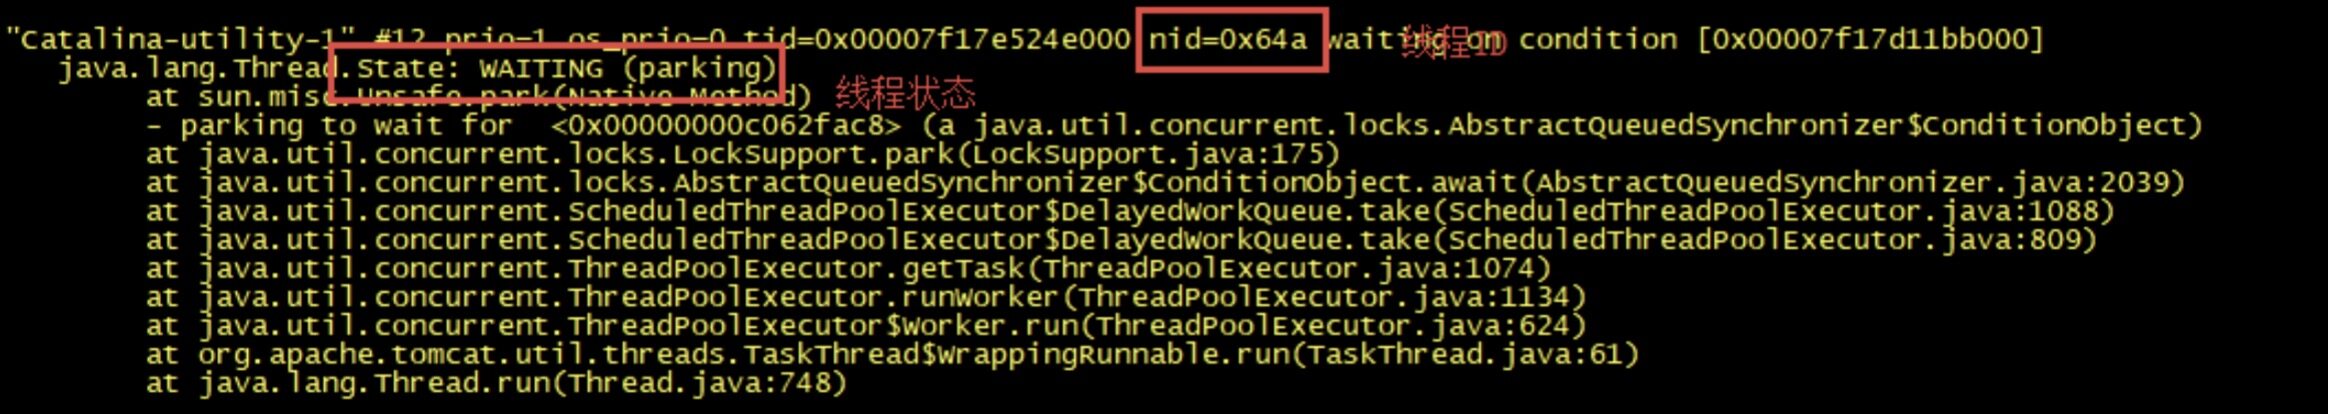 "Catalina-utility-1" #12 prio=1 os_prio=0 tid=0x00007f17e524e000 nid=0x64a waiting on condition [0x00007f17d11bb000]
线程ID
java.lang.Thread.State: WAITING (parking)
at sun.misc.Unsafe.park(Native Method)
线程状态
- parking to wait for <0x00000000c062fac8> (a java.util.concurrent.locks.AbstractQueuedSynchronizer$ConditionObject)
at java.util.concurrent.locks.LockSupport.park(LockSupport.java:175)
at java.util.concurrent.locks.AbstractQueuedSynchronizer$ConditionObject.await(AbstractQueuedSynchronizer.java:2039)
at java.util.concurrent.ScheduledThreadPoolExecutor$DelayedWorkQueue.take(ScheduledThreadPoolExecutor.java:1088)
at java.util.concurrent.ScheduledThreadPoolExecutor$DelayedWorkQueue.take(ScheduledThreadPoolExecutor.java:809)
at java.util.concurrent.ThreadPoolExecutor.getTask(ThreadPoolExecutor.java:1074)
at java.util.concurrent.ThreadPoolExecutor.runWorker(ThreadPoolExecutor.java:1134)
at java.util.concurrent.ThreadPoolExecutor$Worker.run(ThreadPoolExecutor.java:624)
at org.apache.tomcat.util.threads.TaskThread$WrappingRunnable.run(TaskThread.java:61)
at java.lang.Thread.run(Thread.java:748)